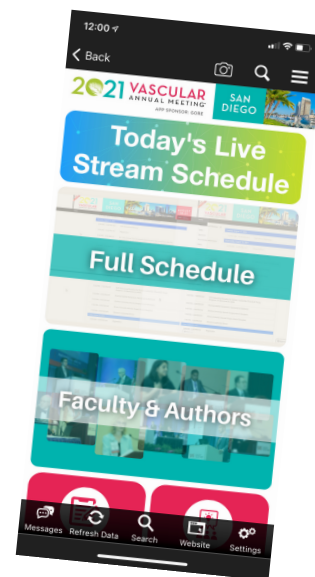 12:00
Back
2021 VASCULAR
ANNUAL MEETING
APP SPONSOR: GORE
SAN
DIEGO
Today's Live
Stream Schedule
Full Schedule
Faculty & Authors
Messages
Refresh Data
Search
Website
Settings